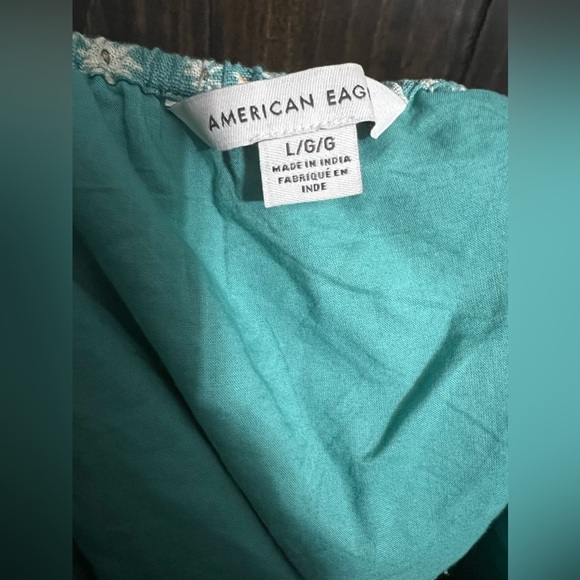 AMERICAN EAG
L/G/G
MADE IN INDIA
FABRIQUÉ EN
INDE